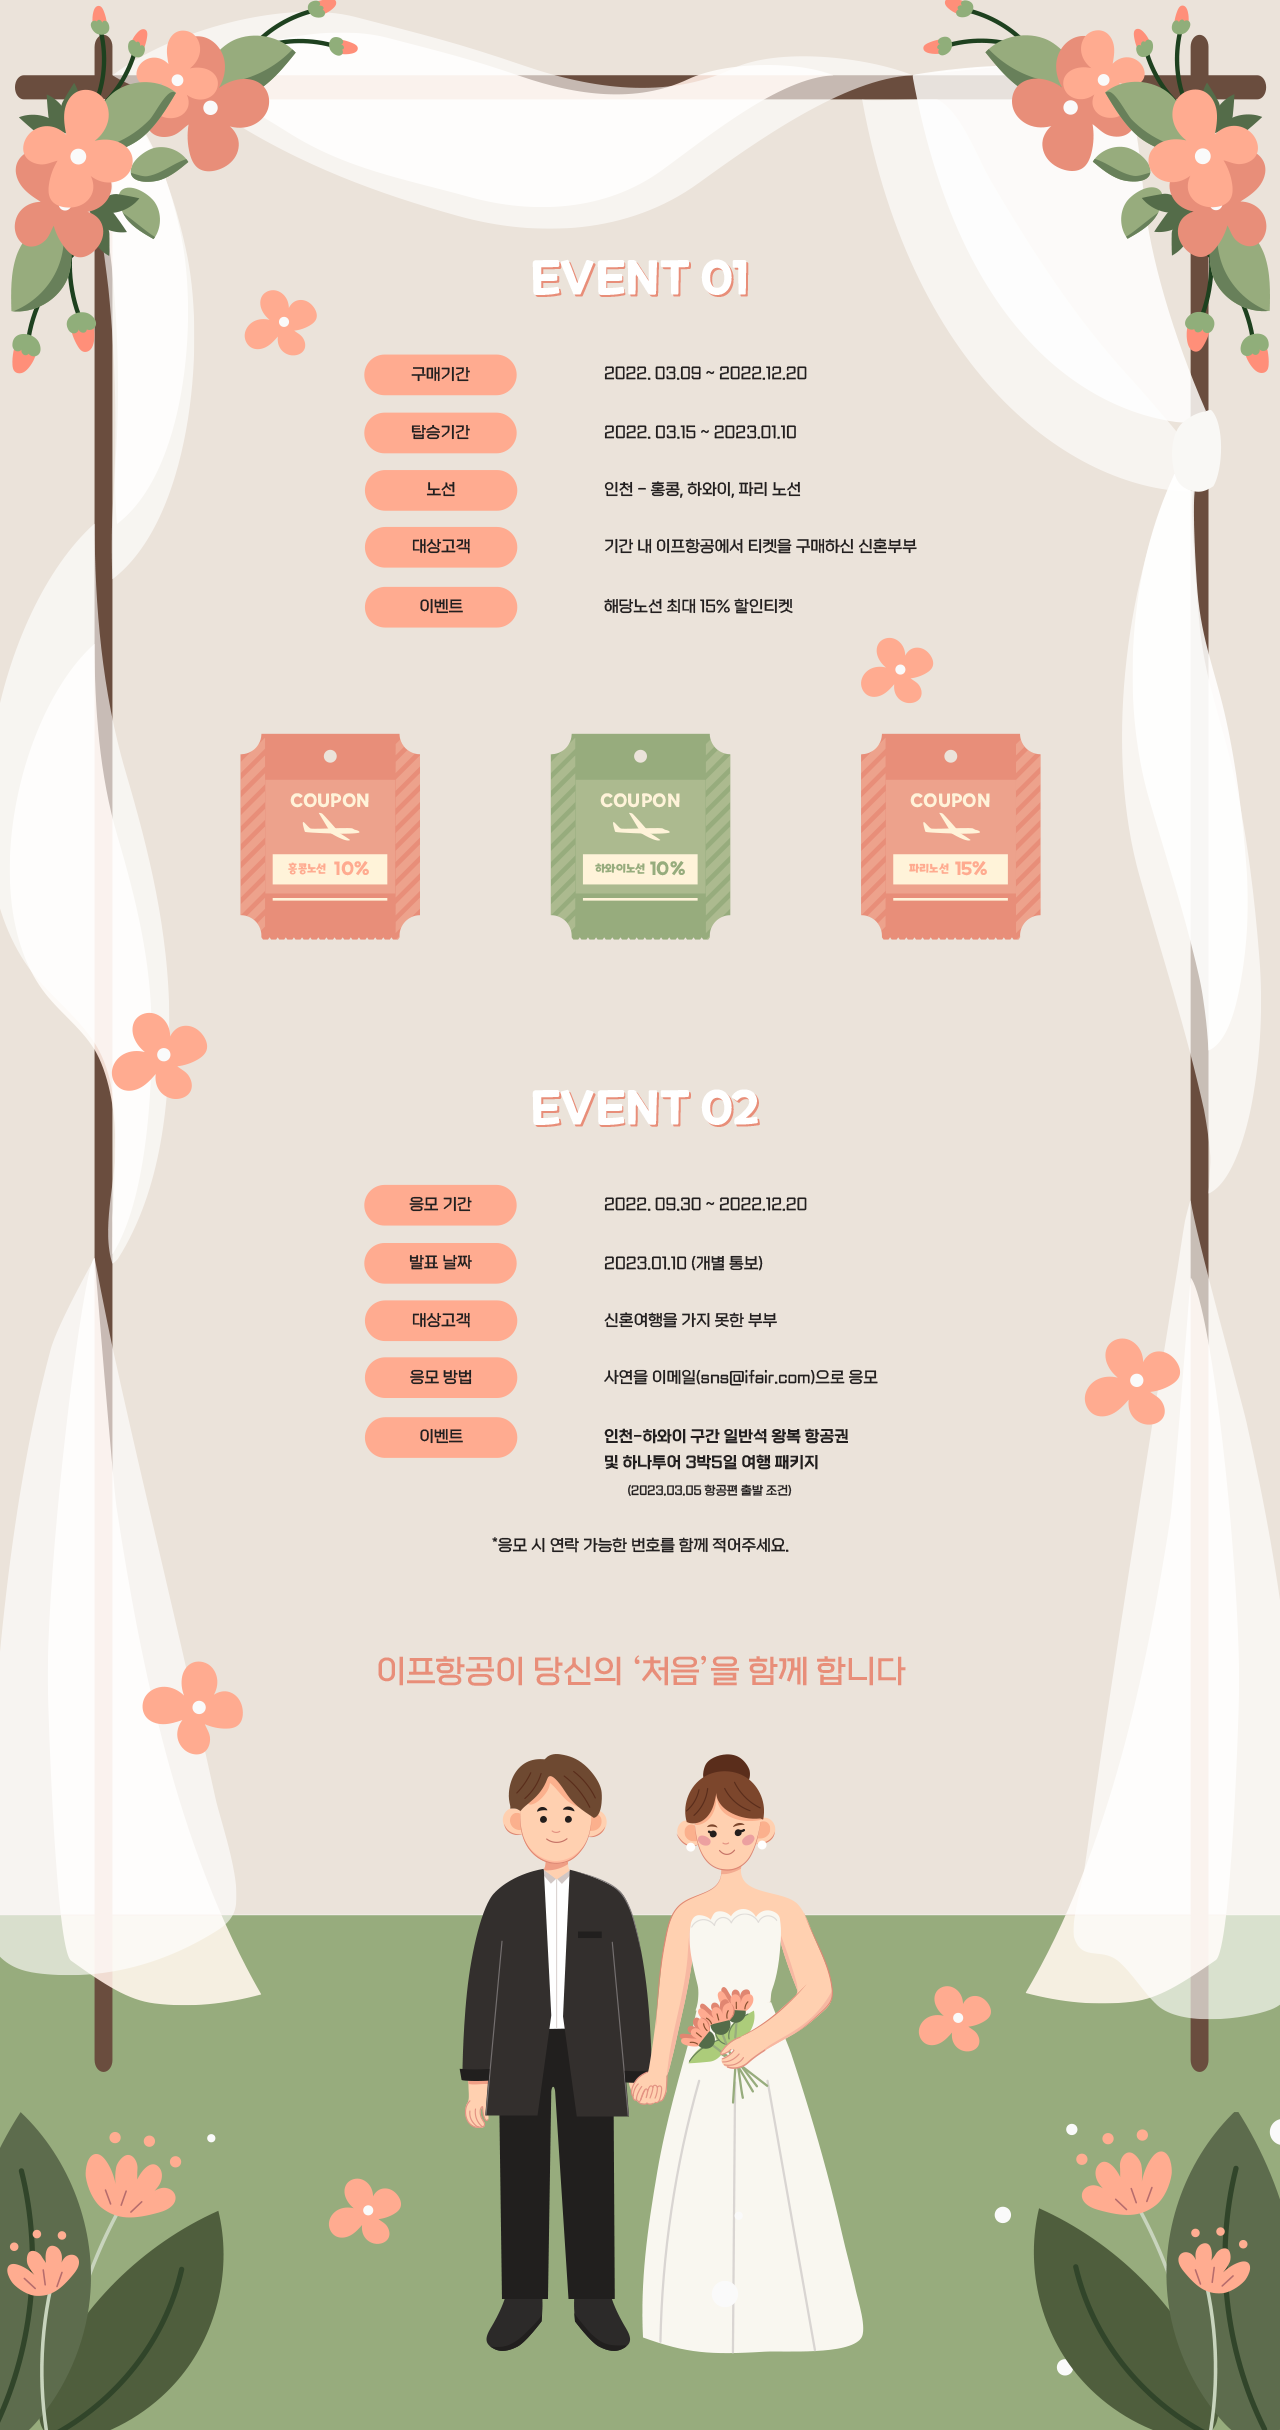 EVENT 01
구매기간 2022. 03.09 ~ 2022.12.20
탑승기간 2022. 03.15 ~ 2023.01.10
노선 인천 - 홍콩, 하와이, 파리 노선
대상고객 기간 내 이프항공에서 티켓을 구매하신 신혼부부
이벤트 해당노선 최대 15% 할인티켓
COUPON
홍콩노선 10%
COUPON
하와이노선 10%
COUPON
파리노선 15%
EVENT 02
응모 기간 2022. 09.30 ~ 2022.12.20
발표 날짜 2023.01.10 (개별 통보)
대상고객 신혼여행을 가지 못한 부부
응모 방법 사연을 이메일(sns@ifair.com)으로 응모
이벤트 인천-하와이 구간 일반석 왕복 항공권
및 하나투어 3박5일 여행 패키지
(2023.03.05 항공편 출발 조건)
*응모 시 연락 가능한 번호를 함께 적어주세요.
이프항공이 당신의 ‘처음’을 함께 합니다